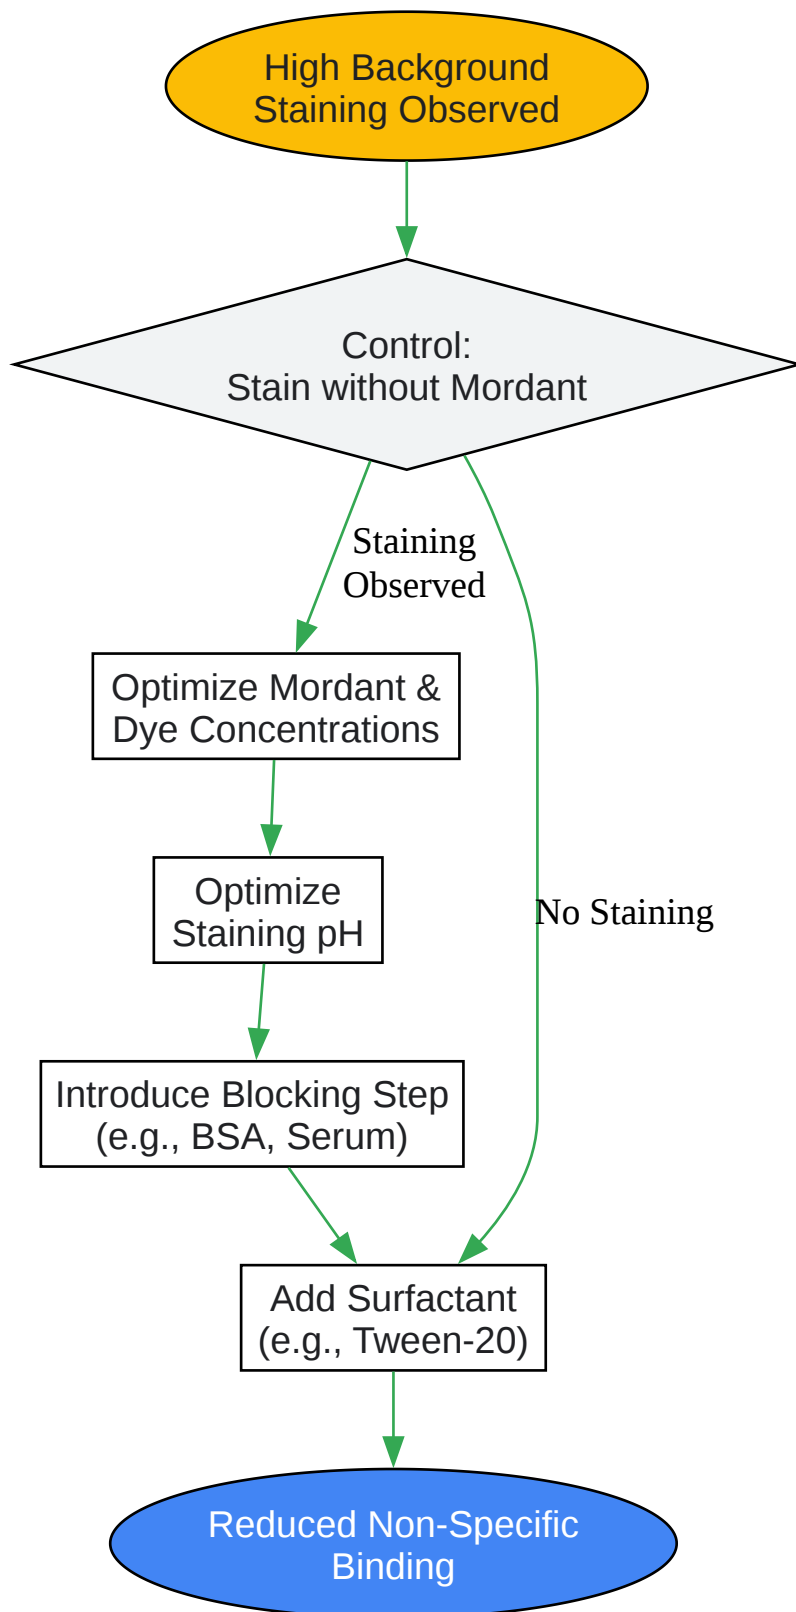 High Background
Staining Observed
Control:
Stain without Mordant
Staining
Observed
Optimize Mordant &
Dye Concentrations
Optimize
Staining pH
No Staining
Introduce Blocking Step
(e.g., BSA, Serum)
Add Surfactant
(e.g., Tween-20)
Reduced Non-Specific
Binding